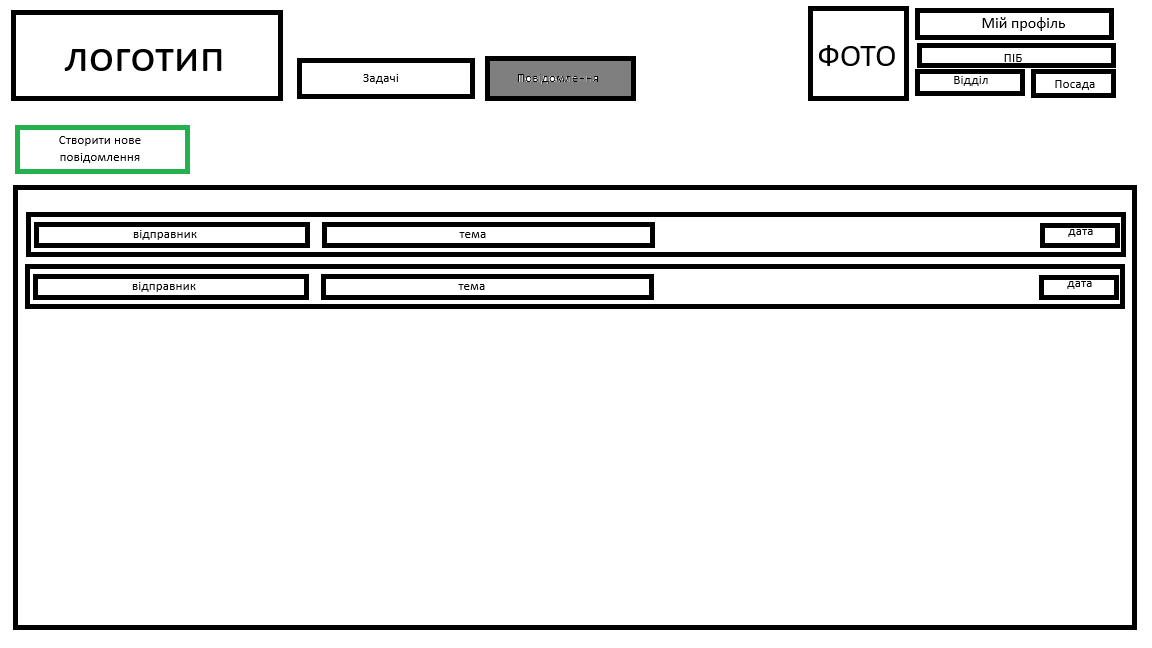 ЛОГОТИП
Задачі
Повідомлення
ФОТО
Мій профіль
ПІБ
Відділ
Посада
Створити нове
повідомлення
відправник
тема
дата
відправник
тема
дата